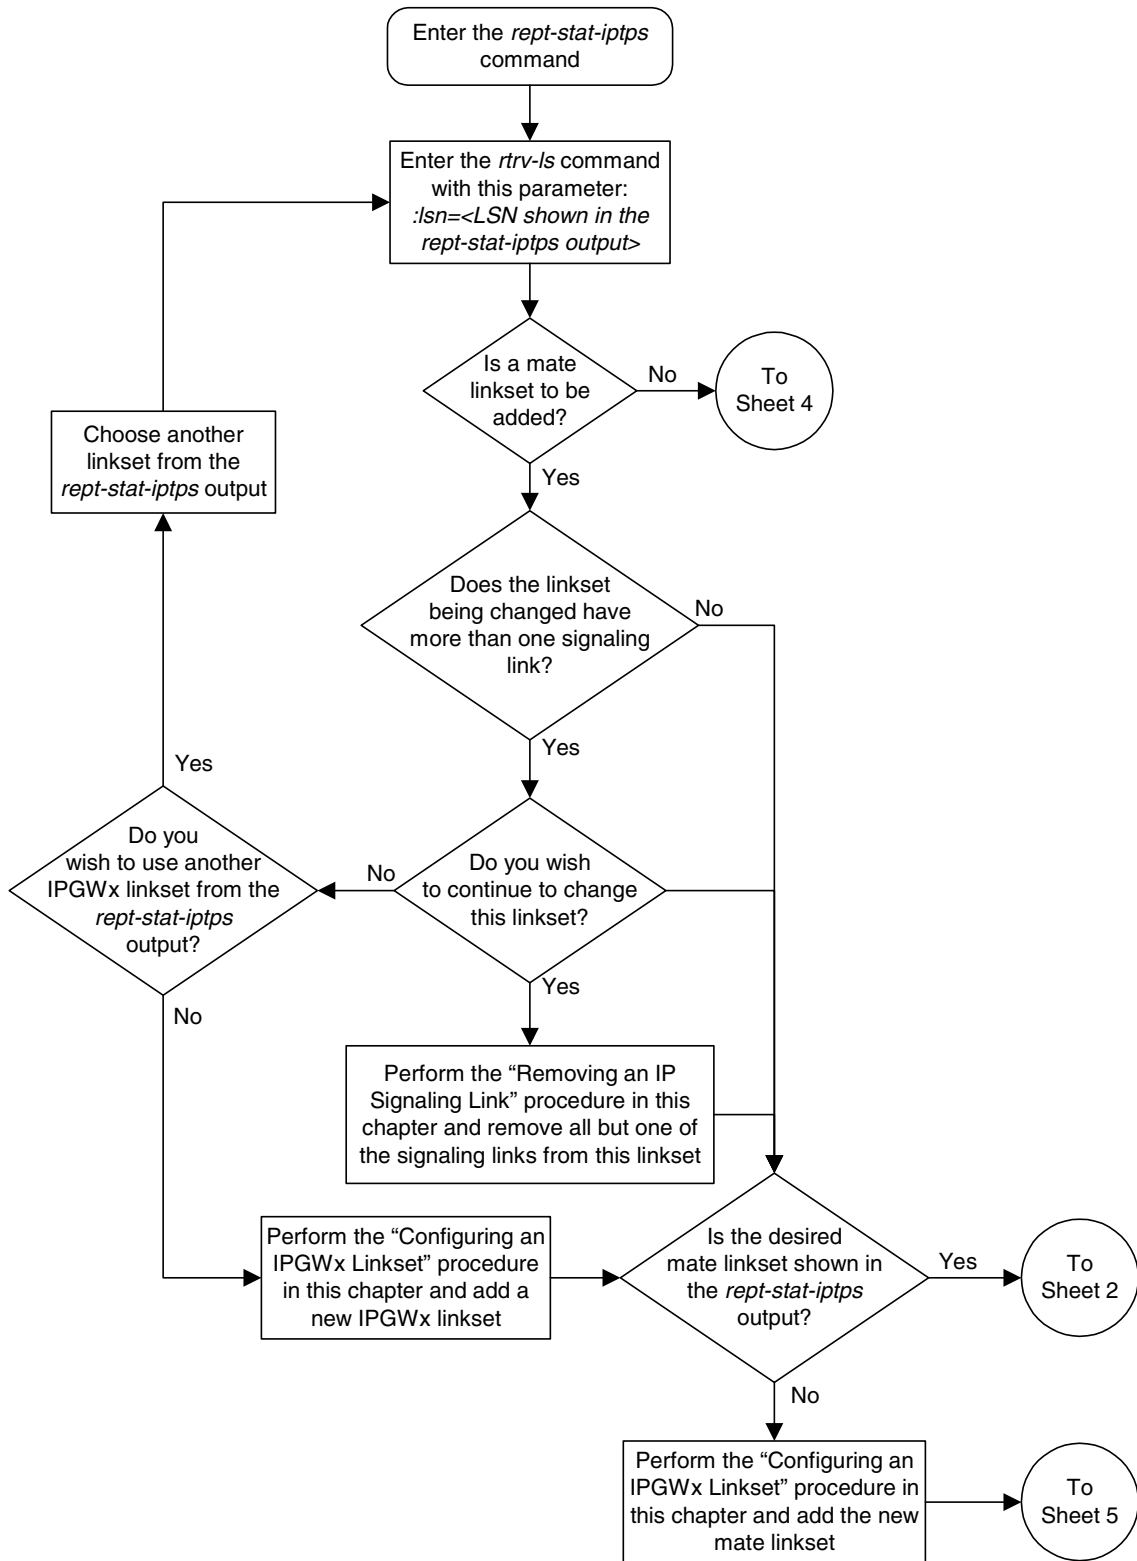 Enter the rept-stat-iptps
command
Enter the rtrv-ls command
with this parameter:
:lsn=<LSN shown in the
rept-stat-iptps output>
Is a mate
linkset to be
added?
No
To
Sheet 4
Yes
Choose another
linkset from the
rept-stat-iptps output
Does the linkset
being changed have
more than one signaling
link?
No
Yes
Yes
Do you
wish to use another
IPGWx linkset from the
rept-stat-iptps
output?
No
Do you wish
to continue to change
this linkset?
Yes
No
Perform the “Removing an IP
Signaling Link” procedure in this
chapter and remove all but one of
the signaling links from this linkset
Perform the “Configuring an
IPGWx Linkset” procedure
in this chapter and add a
new IPGWx linkset
Is the desired
mate linkset shown in
the rept-stat-iptps
output?
Yes
To
Sheet 2
No
Perform the “Configuring an
IPGWx Linkset” procedure in
this chapter and add the new
mate linkset
To
Sheet 5